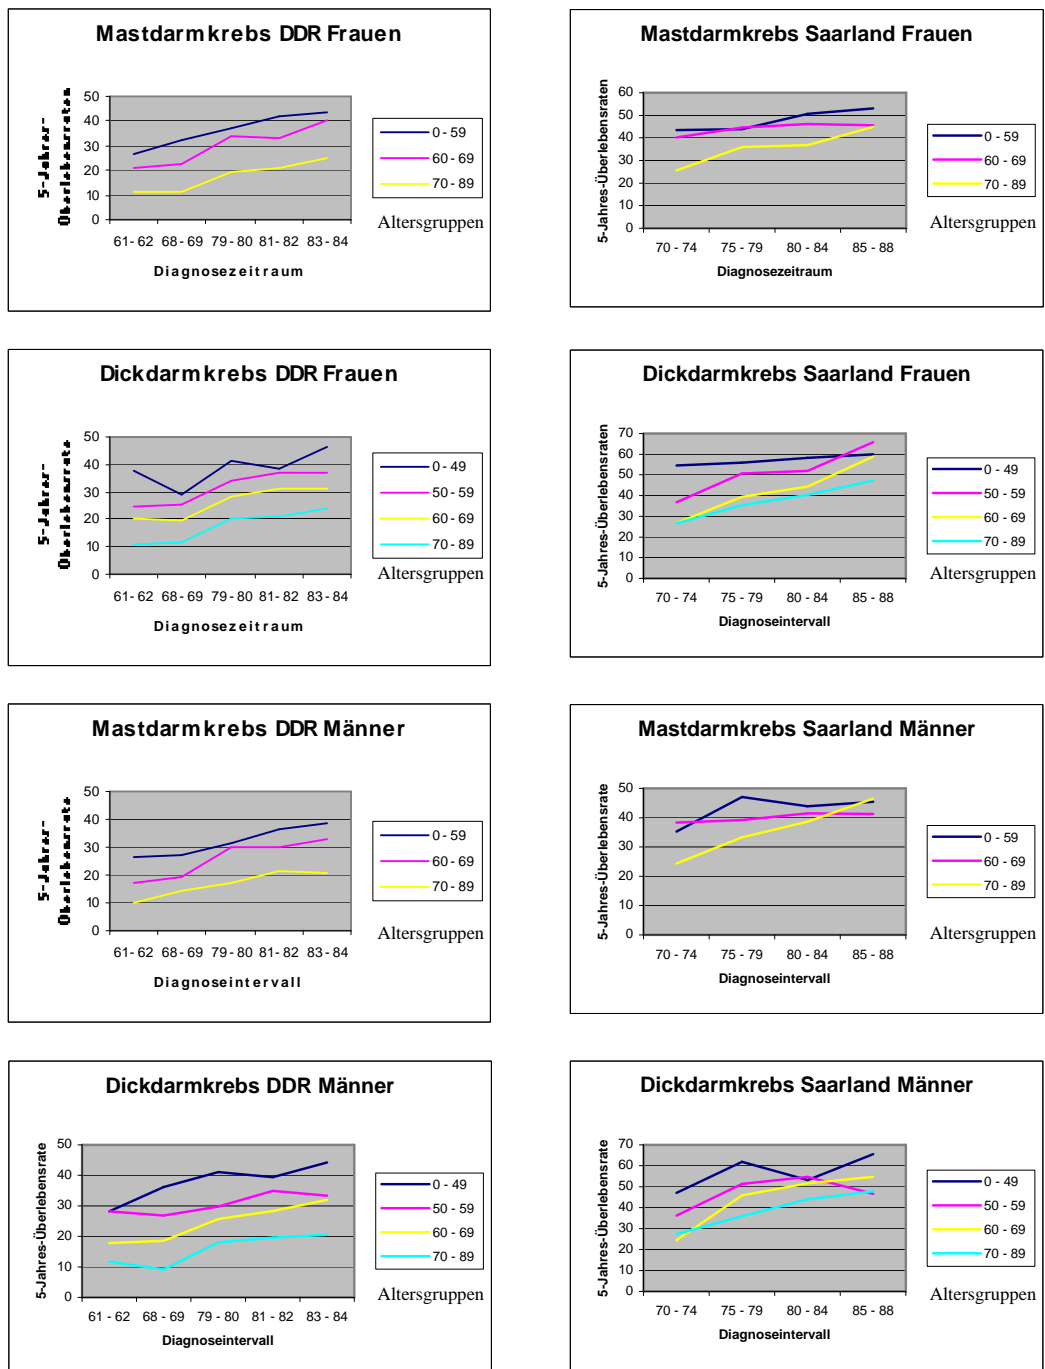 Mastdarmkrebs DDR Frauen
50
40
30
20
10
0
61 - 62 68 - 69 79 - 80 81 - 82 83 - 84
Diagnosezeitraum
0 - 59
60 - 69
70 - 89
Altersgruppen
Mastdarmkrebs Saarland Frauen
5-Jahres-Überlebensraten
60
50
40
30
20
10
0
70 - 74 75 - 79 80 - 84 85 - 88
Diagnosezeitraum
0 - 59
60 - 69
70 - 89
Altersgruppen
Dickdarmkrebs DDR Frauen
50
40
30
20
10
0
61 - 62 68 - 69 79 - 80 81 - 82 83 - 84
Diagnosezeitraum
0 - 49
50 - 59
60 - 69
70 - 89
Altersgruppen
Dickdarmkrebs Saarland Frauen
5-Jahres-Überlebensraten
70
60
50
40
30
20
10
0
70 - 74 75 - 79 80 - 84 85 - 88
Diagnoseintervall
0 - 49
50 - 59
60 - 69
70 - 89
Altersgruppen
Mastdarmkrebs DDR Männer
50
40
30
20
10
0
61 - 62 68 - 69 79 - 80 81 - 82 83 - 84
Diagnoseintervall
0 - 59
60 - 69
70 - 89
Altersgruppen
Mastdarmkrebs Saarland Männer
5-Jahres-Überlebensrate
50
40
30
20
10
0
70 - 74 75 - 79 80 - 84 85 - 88
Diagnoseintervall
0 - 59
60 - 69
70 - 89
Altersgruppen
Dickdarmkrebs DDR Männer
5-Jahres-Überlebensrate
50
40
30
20
10
0
61 - 62 68 - 69 79 - 80 81 - 82 83 - 84
Diagnoseintervall
0 - 49
50 - 59
60 - 69
70 - 89
Altersgruppen
Dickdarmkrebs Saarland Männer
5-Jahres-Überlebensrate
70
60
50
40
30
20
10
0
70 - 74 75 - 79 80 - 84 85 - 88
Diagnoseintervall
0 - 49
50 - 59
60 - 69
70 - 89
Altersgruppen